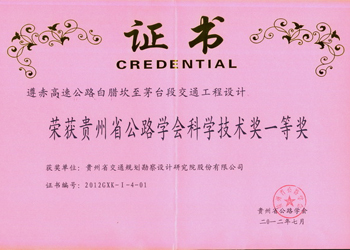 证书
CREDENTIAL
遵赤高速公路白腊坎至茅台段交通工程设计
荣获贵州省公路学会科学技术奖一等奖
获奖单位：贵州省交通规划勘察设计研究院股份有限公司
证书编号：2012GXK-1-4-01
贵州省公路学会
二〇一二年七月